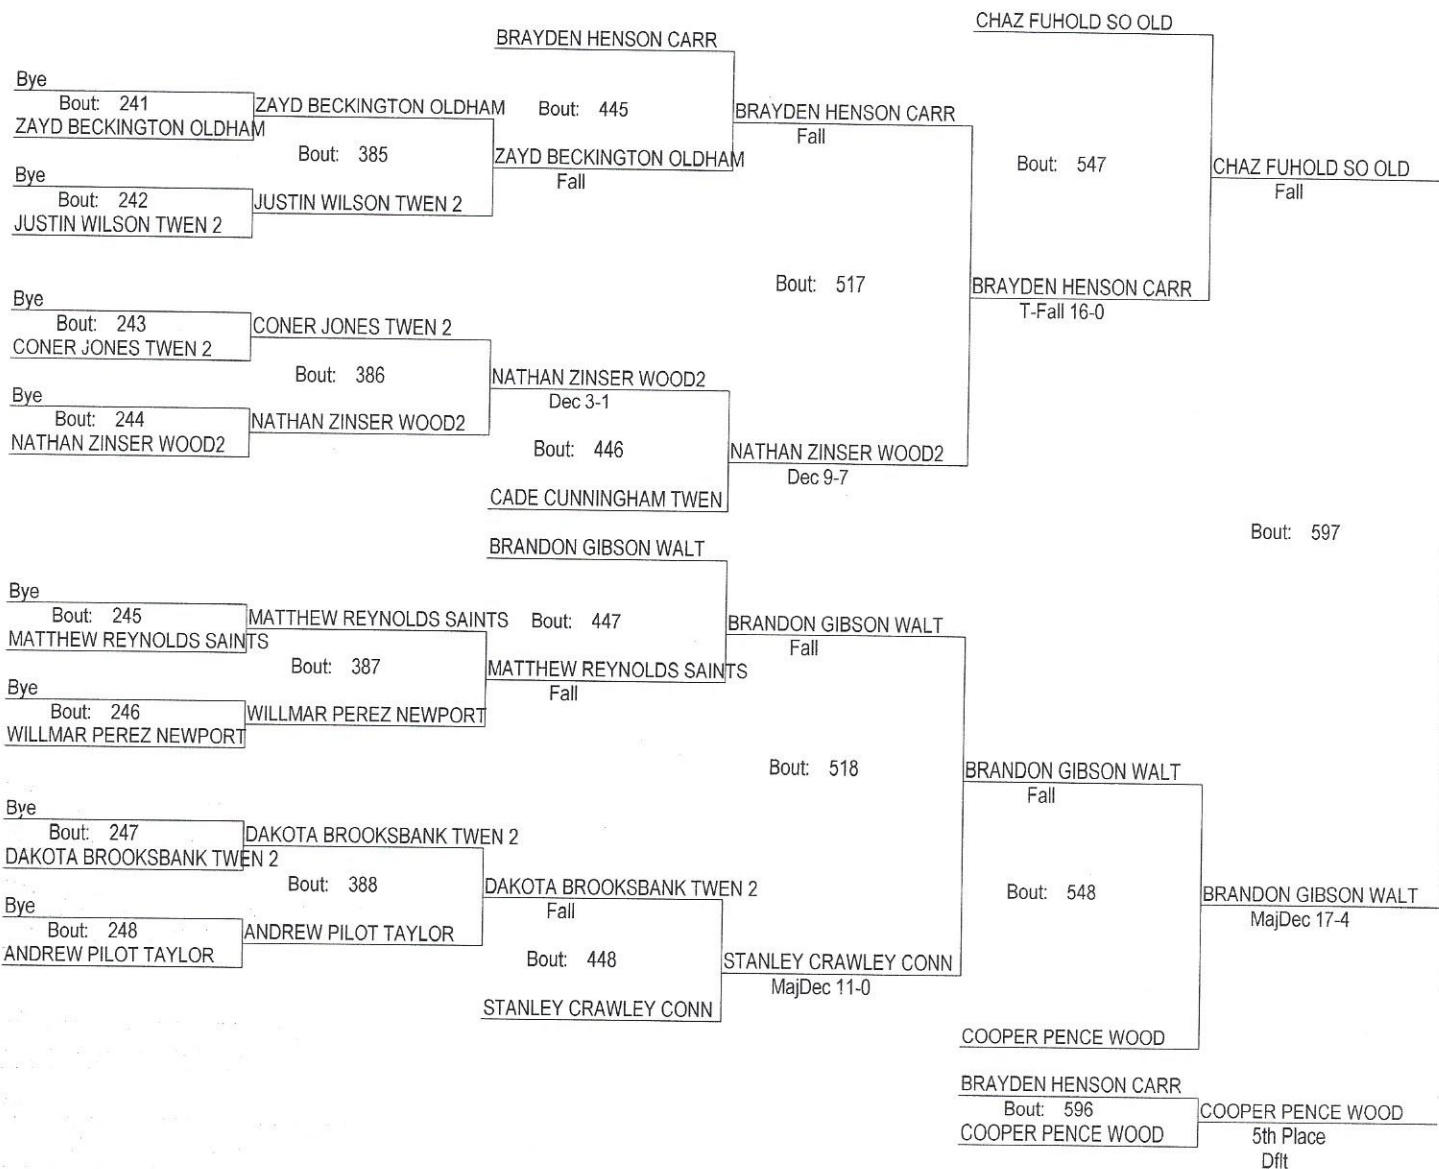 CHAZ FUHOLD SO OLD
BRAYDEN HENSON CARR
Bye
Bout: 241
ZAYD BECKINGTON OLDHAM
ZAYD BECKINGTON OLDHAM
Bout: 445
BRAYDEN HENSON CARR
Fall
Bout: 385
ZAYD BECKINGTON OLDHAM
Fall
Bout: 547
CHAZ FUHOLD SO OLD
Fall
Bye
Bout: 242
JUSTIN WILSON TWEN 2
JUSTIN WILSON TWEN 2
Bout: 517
BRAYDEN HENSON CARR
T-Fall 16-0
Bye
Bout: 243
CONER JONES TWEN 2
CONER JONES TWEN 2
Bout: 386
NATHAN ZINSER WOOD2
Dec 3-1
Bye
Bout: 244
NATHAN ZINSER WOOD2
NATHAN ZINSER WOOD2
Bout: 446
NATHAN ZINSER WOOD2
Dec 9-7
CADE CUNNINGHAM TWEN
Bout: 597
BRANDON GIBSON WALT
Bye
Bout: 245
MATTHEW REYNOLDS SAINTS
MATTHEW REYNOLDS SAINTS
Bout: 447
BRANDON GIBSON WALT
Fall
Bout: 387
MATTHEW REYNOLDS SAINTS
Fall
Bye
Bout: 246
WILLMAR PEREZ NEWPORT
WILLMAR PEREZ NEWPORT
Bout: 518
BRANDON GIBSON WALT
Fall
Bye
Bout: 247
DAKOTA BROOKSBANK TWEN 2
DAKOTA BROOKSBANK TWEN 2
Bout: 388
DAKOTA BROOKSBANK TWEN 2
Fall
Bout: 548
BRANDON GIBSON WALT
MajDec 17-4
Bye
Bout: 248
ANDREW PILOT TAYLOR
ANDREW PILOT TAYLOR
Bout: 448
STANLEY CRAWLEY CONN
MajDec 11-0
STANLEY CRAWLEY CONN
COOPER PENCE WOOD
BRAYDEN HENSON CARR
Bout: 596
COOPER PENCE WOOD
COOPER PENCE WOOD
5th Place
Dflt